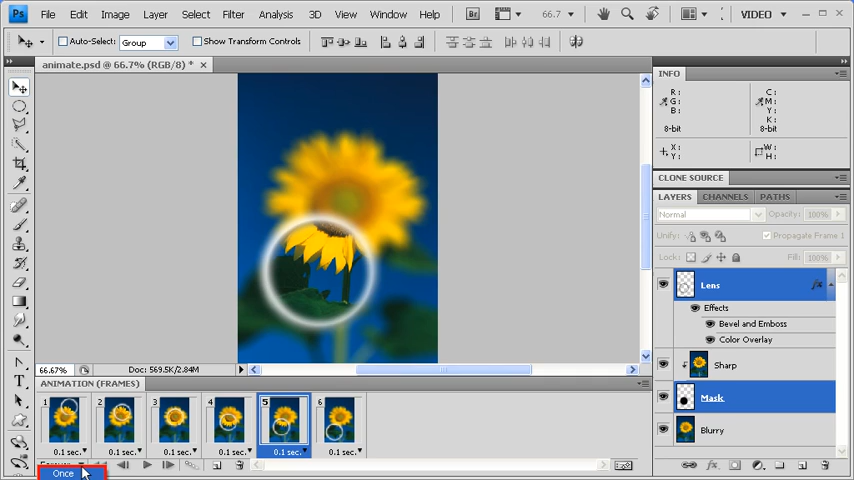 Ps File Edit Image Layer Select Filter Analysis 3D View Window Help Br 66.7 VIDEO
Auto-Select: Group Show Transform Controls
animate.psd @ 66.7% (RGB/8) *
INFO
R: C:
G: M:
B: Y:
K:
8-bit 8-bit
X: W:
Y: H:
CLONE SOURCE
LAYERS CHANNELS PATHS
Normal Opacity: 100%
Unify: Propagate Frame 1
Lock: Fill: 100%
Lens fx
Effects
Bevel and Emboss
Color Overlay
Sharp
Mask
Blurry
66.67% Doc: 569.5K/2.84M
ANIMATION (FRAMES)
1 2 3 4 5 6
0.1 sec. 0.1 sec. 0.1 sec. 0.1 sec. 0.1 sec. 0.1 sec.
Once